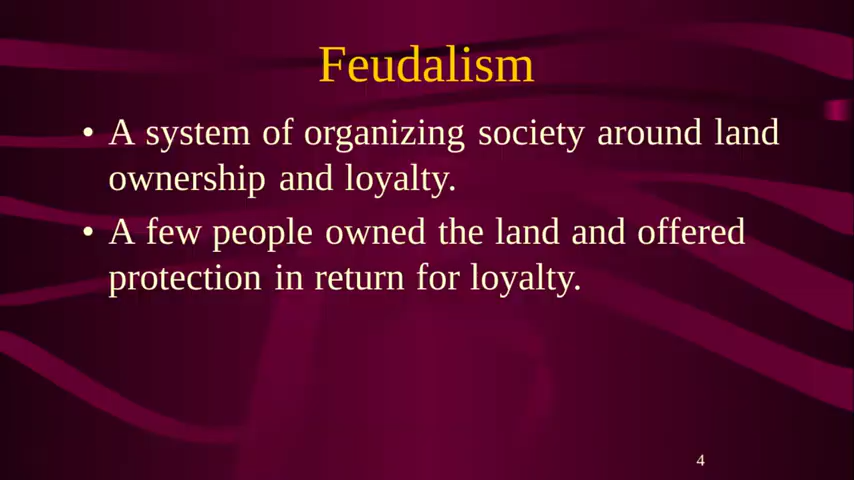 Feudalism
• A system of organizing society around land
ownership and loyalty.
• A few people owned the land and offered
protection in return for loyalty.
4